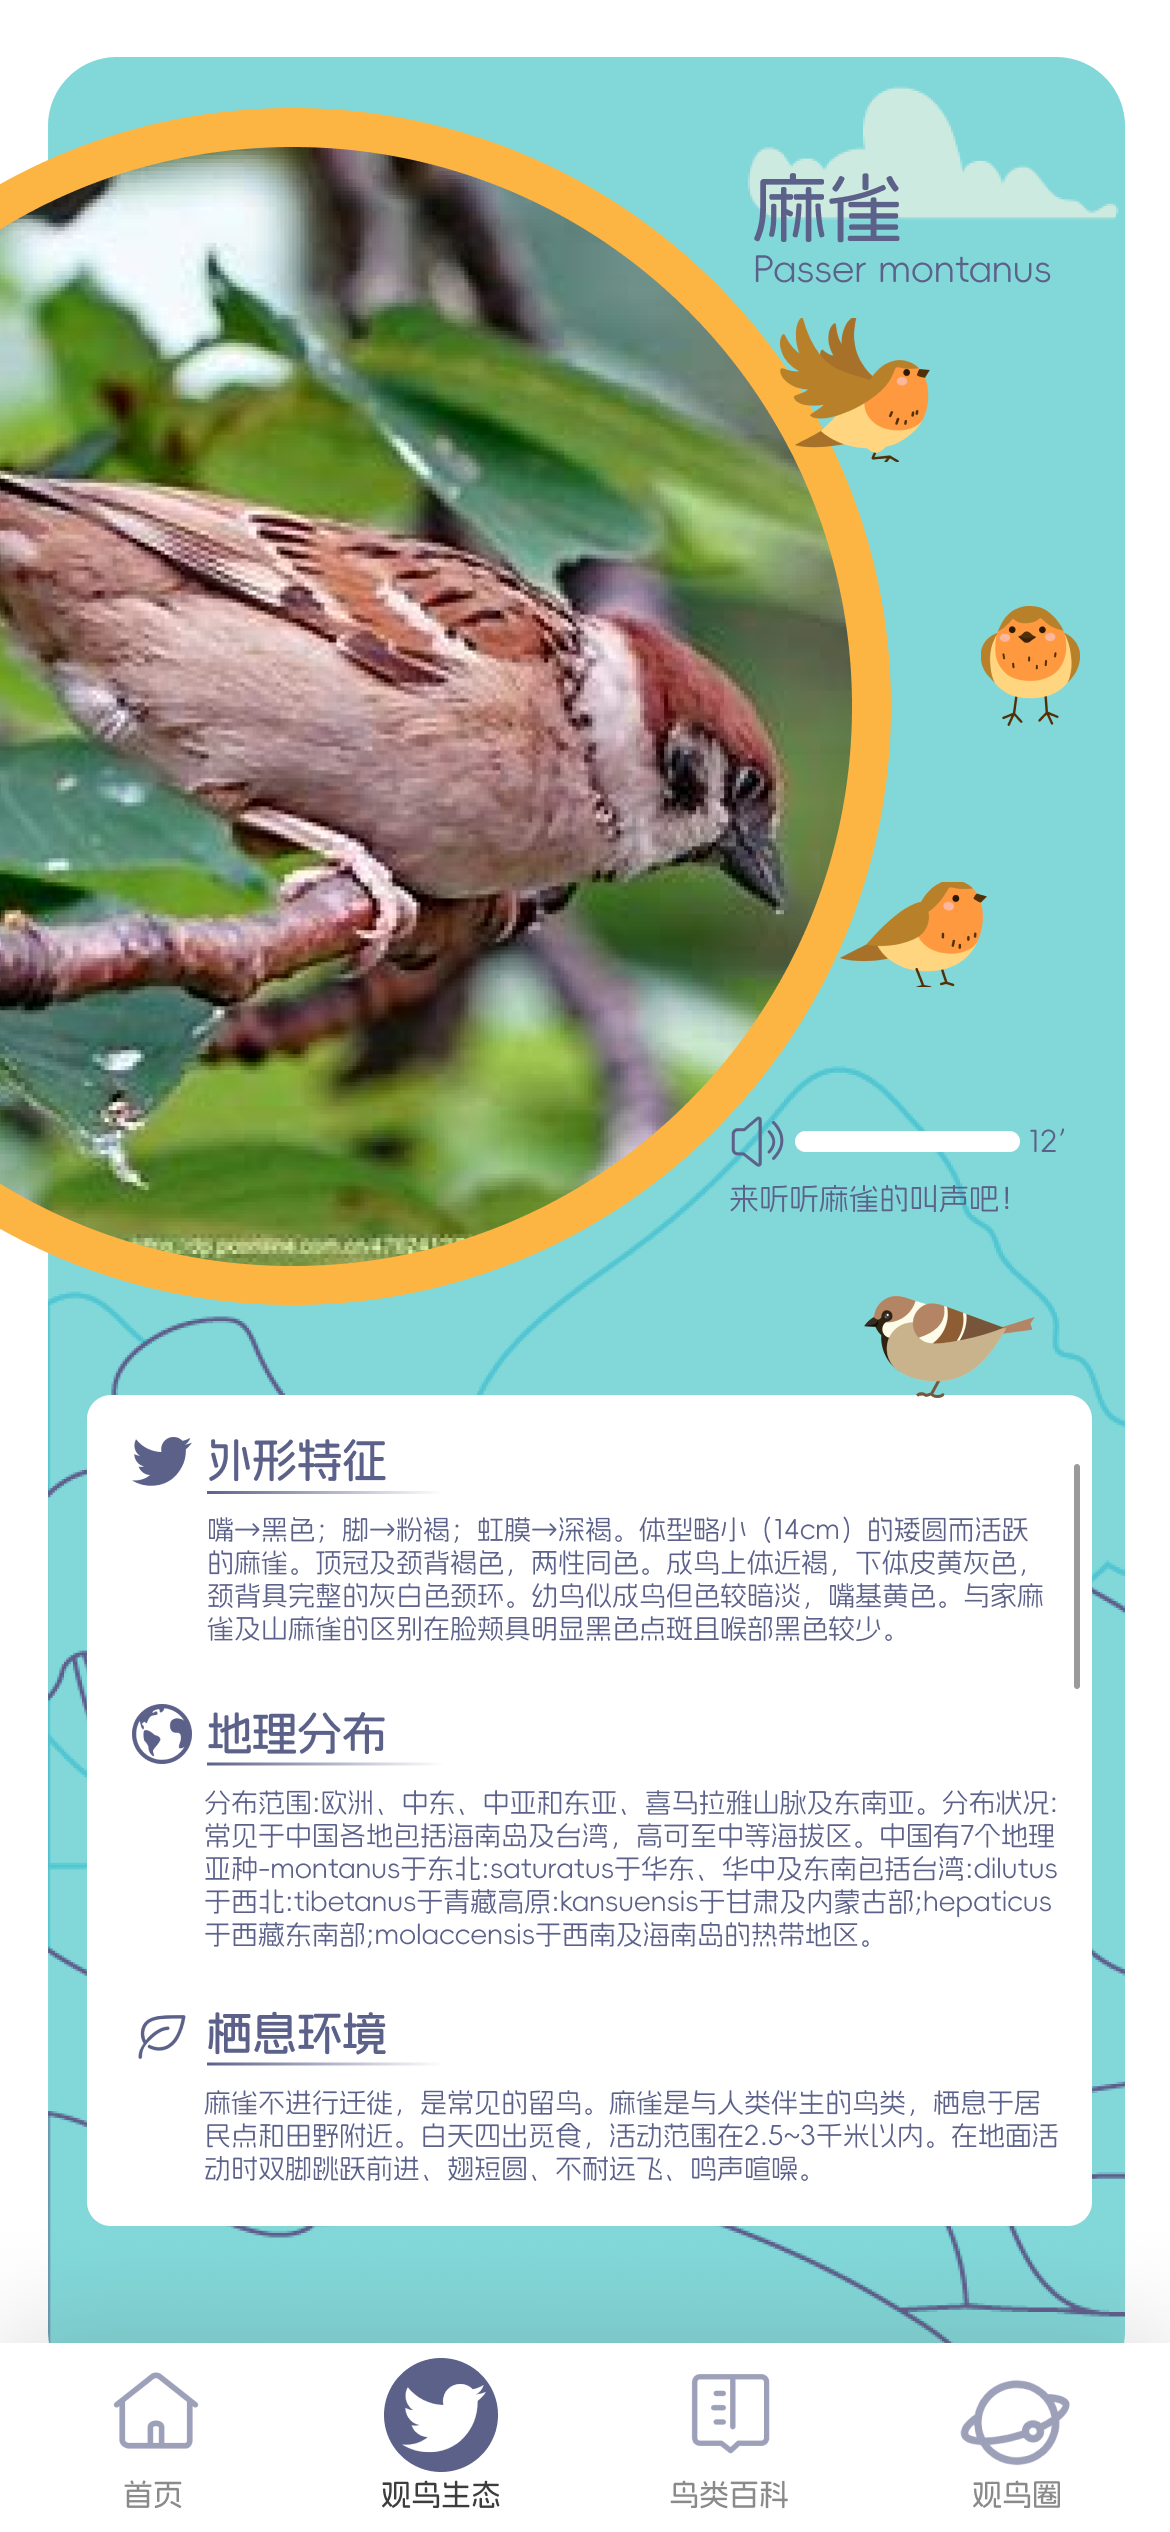 麻雀
Passer montanus
12′
来听听麻雀的叫声吧！
外形特征
嘴→黑色；脚→粉褐；虹膜→深褐。体型略小（14cm）的矮圆而活跃
的麻雀。顶冠及颈背褐色，两性同色。成鸟上体近褐，下体皮黄灰色，
颈背具完整的灰白色颈环。幼鸟似成鸟但色较暗淡，嘴基黄色。与家麻
雀及山麻雀的区别在脸颊具明显黑色点斑且喉部黑色较少。
地理分布
分布范围:欧洲、中东、中亚和东亚、喜马拉雅山脉及东南亚。分布状况:
常见于中国各地包括海南岛及台湾，高可至中等海拔区。中国有7个地理
亚种-montanus于东北:saturatus于华东、华中及东南包括台湾:dilutus
于西北:tibetanus于青藏高原:kansuensis于甘肃及内蒙古部;hepaticus
于西藏东南部;molaccensis于西南及海南岛的热带地区。
栖息环境
麻雀不进行迁徙，是常见的留鸟。麻雀是与人类伴生的鸟类，栖息于居
民点和田野附近。白天四出觅食，活动范围在2.5~3千米以内。在地面活
动时双脚跳跃前进、翅短圆、不耐远飞、鸣声喧噪。
首页
观鸟生态
鸟类百科
观鸟圈